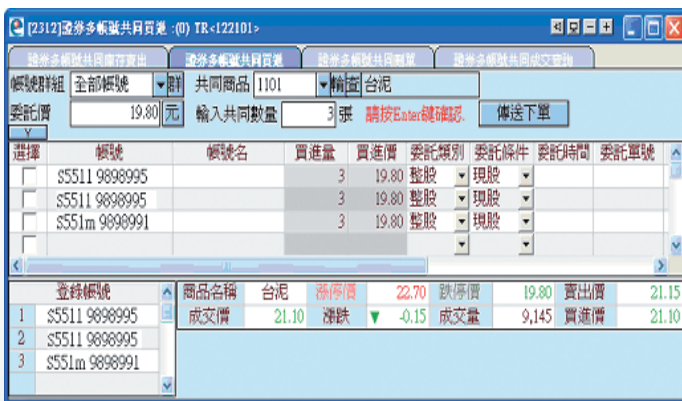 [2312]證券多帳號共同買進 :(0) TR<122101>
證券多帳號共同庫存賣出 證券多帳號共同買進 證券多帳號共同刪單 證券多帳號共同成交查詢
帳號群組 全部帳號 群 共同商品 1101 輸 查 台泥
委託價 19.80 元 輸入共同數量 3 張 請按Enter鍵確認. 傳送下單
Y
選擇 帳號 帳號名 買進量 買進價 委託類別 委託條件 委託時間 委託單號
S5511 9898995 3 19.80 整股 現股
S5511 9898995 3 19.80 整股 現股
S551m 9898991 3 19.80 整股 現股
登錄帳號 商品名稱 台泥 漲停價 22.70 跌停價 19.80 賣出價 21.15
1 S5511 9898995 成交價 21.10 漲跌 ▼ -0.15 成交量 9,145 買進價 21.10
2 S5511 9898995
3 S551m 9898991